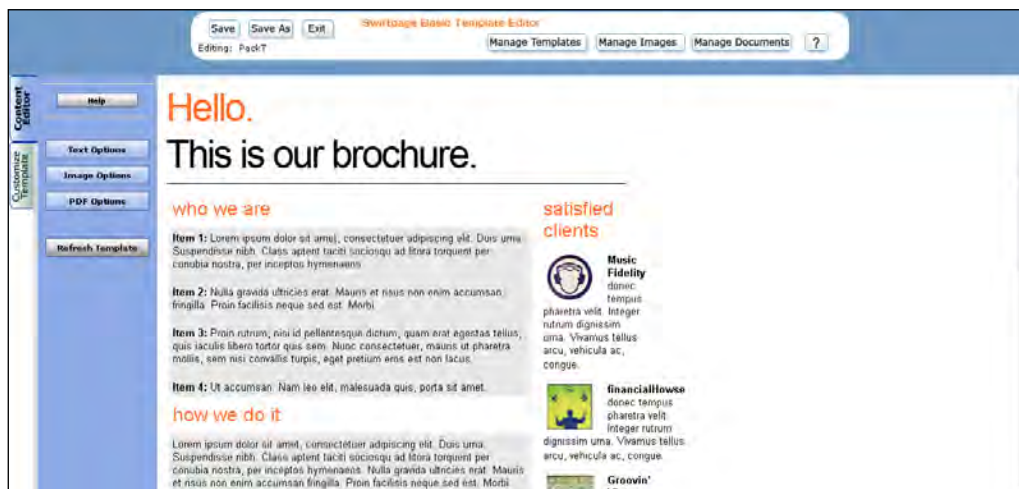 Swiftpage Basic Template Editor
Save Save As Exit
Editing: Pack7
Manage Templates Manage Images Manage Documents ?
Content
Editor
Customize
Template
Help
Text Options
Image Options
PDF Options
Refresh Template
Hello.
This is our brochure.
who we are
Item 1: Lorem ipsum dolor sit amet, consectetuer adipiscing elit. Duis urna.
Suspendisse nibh. Class aptent taciti sociosqu ad litora torquent per
conubia nostra, per inceptos hymenaeos.
Item 2: Nulla gravida ultricies erat. Mauris et risus non enim accumsan
fringilla. Proin facilisis neque sed est. Morbi.
Item 3: Proin rutrum, nisi id pellentesque dictum, quam erat egestas tellus,
quis iaculis libero tortor quis sem. Nunc consectetuer, mauris ut pharetra
mollis, sem nisi convallis turpis, eget pretium eros est non lacus.
Item 4: Ut accumsan. Nam leo elit, malesuada quis, porta sit amet.
how we do it
Lorem ipsum dolor sit amet, consectetuer adipiscing elit. Duis urna.
Suspendisse nibh. Class aptent taciti sociosqu ad litora torquent per
conubia nostra, per inceptos hymenaeos. Nulla gravida ultricies erat. Mauris
et risus non enim accumsan fringilla. Proin facilisis neque sed est. Morbi
satisfied
clients
Music
Fidelity
donec
tempus
pharetra velit. Integer
rutrum dignissim
urna. Vivamus tellus
arcu, vehicula ac,
congue.
financialHowse
donec tempus
pharetra velit.
Integer rutrum
dignissim urna. Vivamus tellus
arcu, vehicula ac, congue.
Groovin'